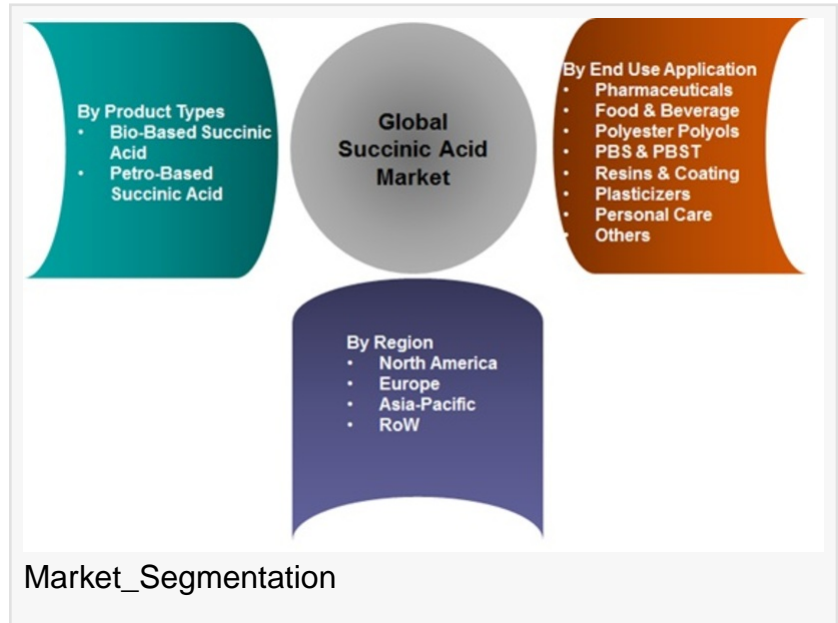 By Product Types
• Bio-Based Succinic
Acid
• Petro-Based
Succinic Acid
Global
Succinic Acid
Market
By End Use Application
• Pharmaceuticals
• Food & Beverage
• Polyester Polyols
• PBS & PBST
• Resins & Coating
• Plasticizers
• Personal Care
• Others
By Region
• North America
• Europe
• Asia-Pacific
• RoW
Market_Segmentation